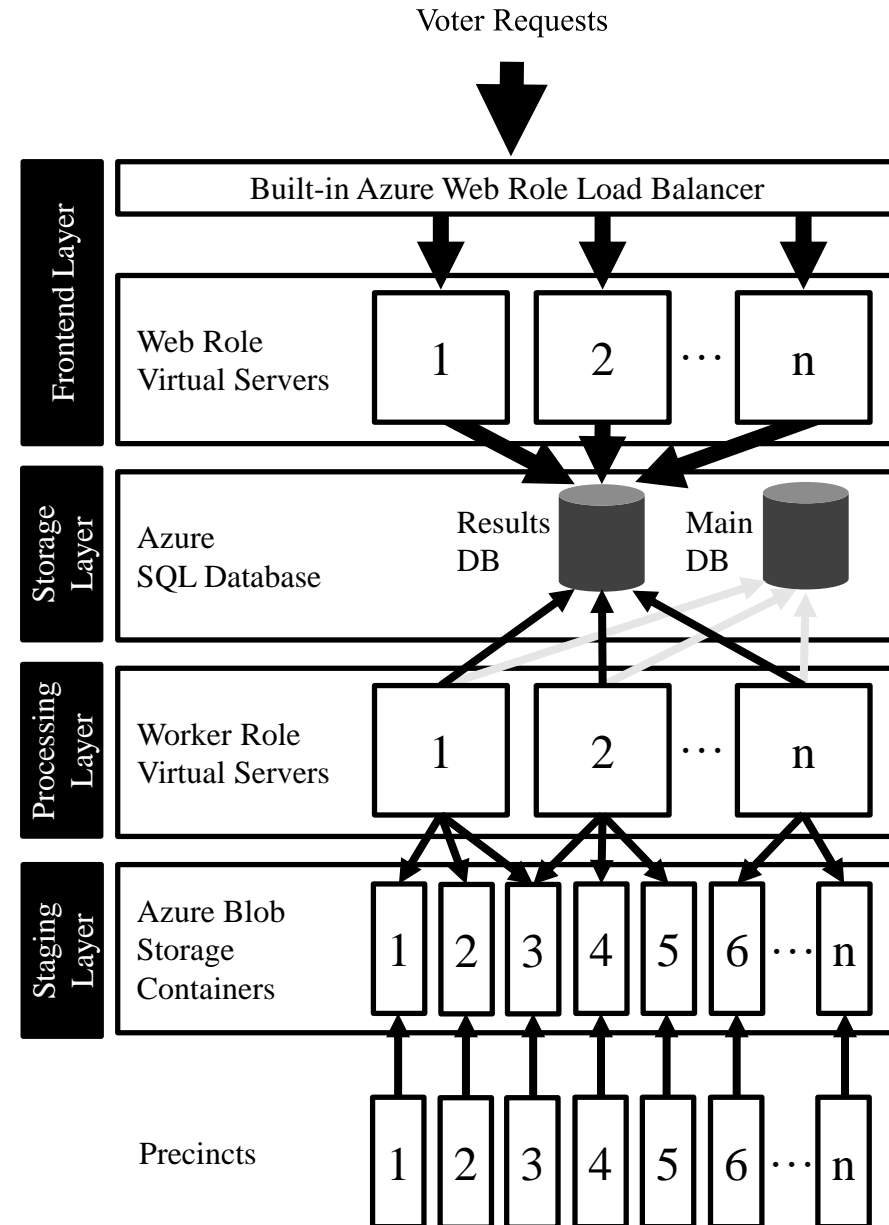 Voter Requests
Frontend Layer
Built-in Azure Web Role Load Balancer
Web Role
Virtual Servers
1 2 ... n
Storage
Layer
Azure
SQL Database
Results
DB
Main
DB
Processing
Layer
Worker Role
Virtual Servers
1 2 ... n
Staging
Layer
Azure Blob
Storage
Containers
1 2 3 4 5 6 ... n
Precincts
1 2 3 4 5 6 ... n